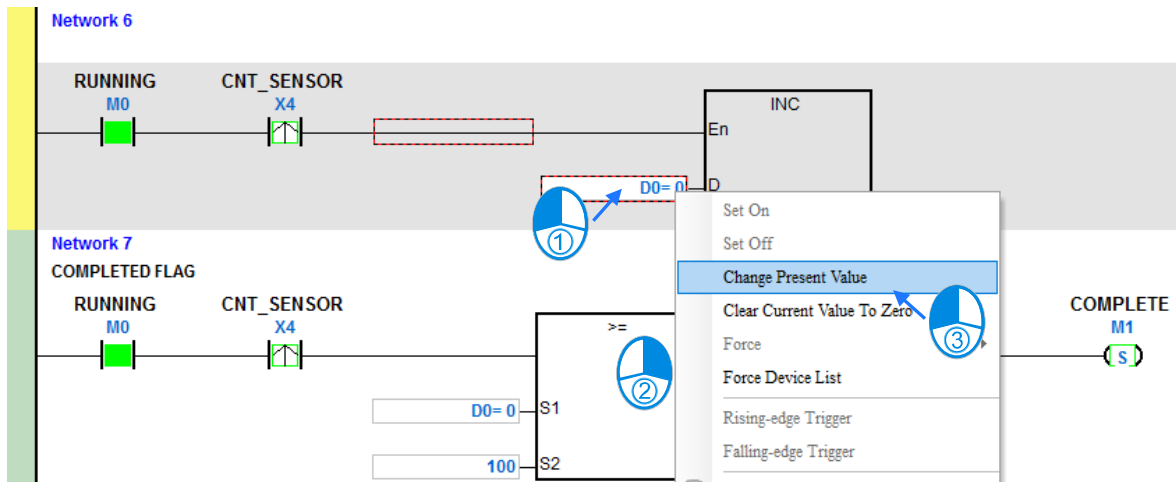 Network 6
RUNNING CNT_SENSOR
M0 X4
INC
En
D0= 0 D
①
Set On
Set Off
Change Present Value
Clear Current Value To Zero
③
Force
Force Device List
Rising-edge Trigger
Falling-edge Trigger
Network 7
COMPLETED FLAG
RUNNING CNT_SENSOR
M0 X4
>=
②
D0= 0 S1
100 S2
COMPLETE
M1
S